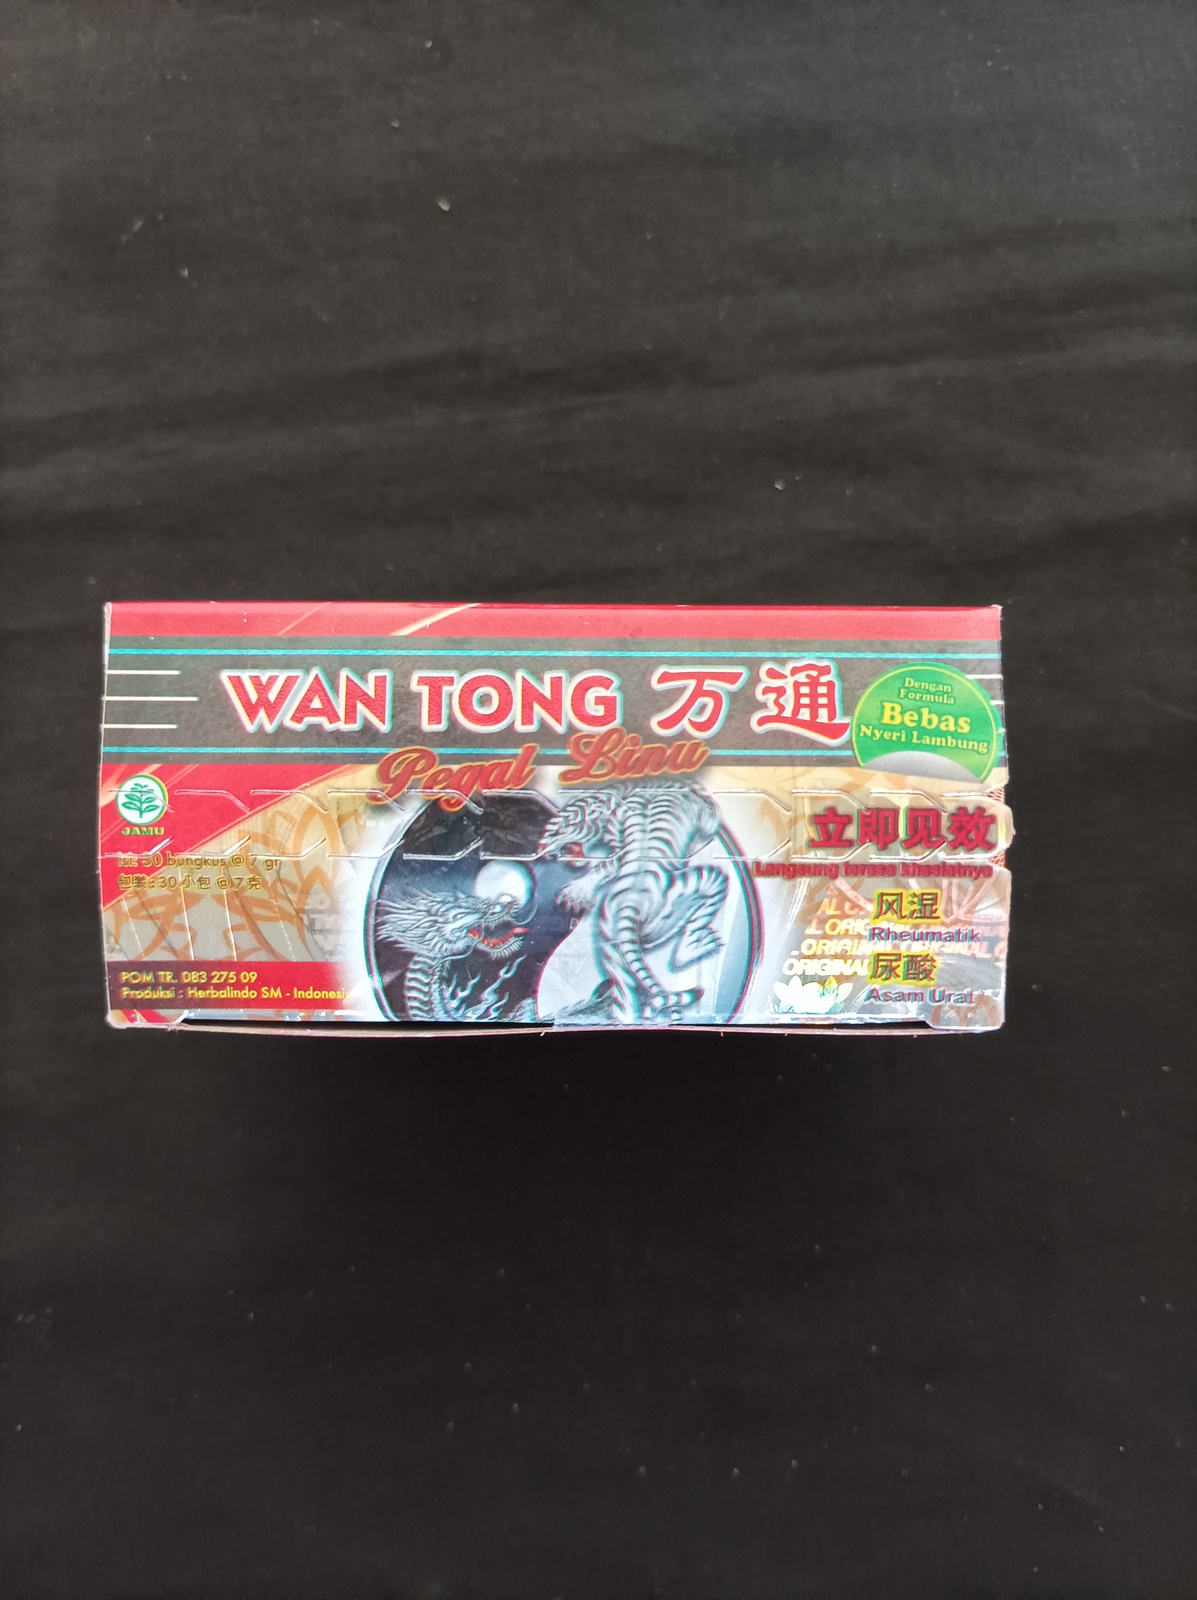 WAN TONG 万通
Pegal Linu
Dengan
Formula
Bebas
Nyeri Lambung
JAMU
Isi: 30 bungkus @ 7 gr
包装:30 小包 @ 7 克
立即见效
Langsung terasa khasiatnya
风湿
Rheumatik
尿酸
Asam Urat
ORIGINAL
POM TR. 083 275 09
Produksi : Herbalindo SM - Indonesia